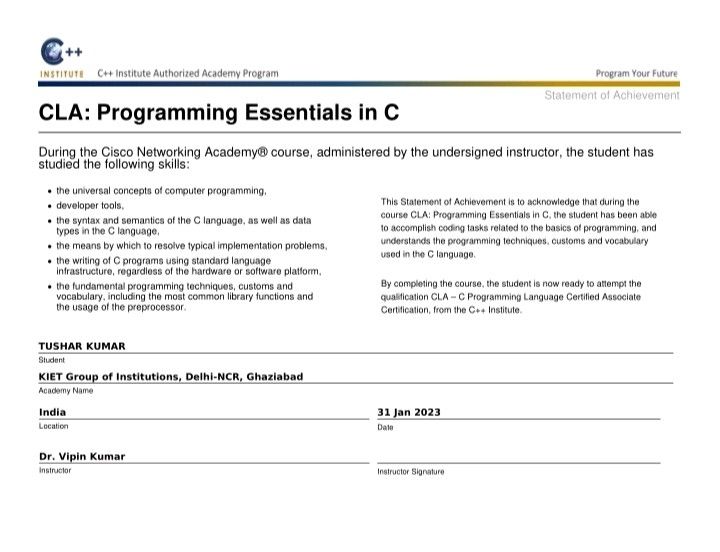 C++
INSTITUTE C++ Institute Authorized Academy Program Program Your Future
Statement of Achievement
CLA: Programming Essentials in C
During the Cisco Networking Academy® course, administered by the undersigned instructor, the student has
studied the following skills:
• the universal concepts of computer programming,
• developer tools,
• the syntax and semantics of the C language, as well as data
types in the C language,
• the means by which to resolve typical implementation problems,
• the writing of C programs using standard language
infrastructure, regardless of the hardware or software platform,
• the fundamental programming techniques, customs and
vocabulary, including the most common library functions and
the usage of the preprocessor.
This Statement of Achievement is to acknowledge that during the
course CLA: Programming Essentials in C, the student has been able
to accomplish coding tasks related to the basics of programming, and
understands the programming techniques, customs and vocabulary
used in the C language.
By completing the course, the student is now ready to attempt the
qualification CLA – C Programming Language Certified Associate
Certification, from the C++ Institute.
TUSHAR KUMAR
Student
KIET Group of Institutions, Delhi-NCR, Ghaziabad
Academy Name
India
Location
31 Jan 2023
Date
Dr. Vipin Kumar
Instructor
Instructor Signature